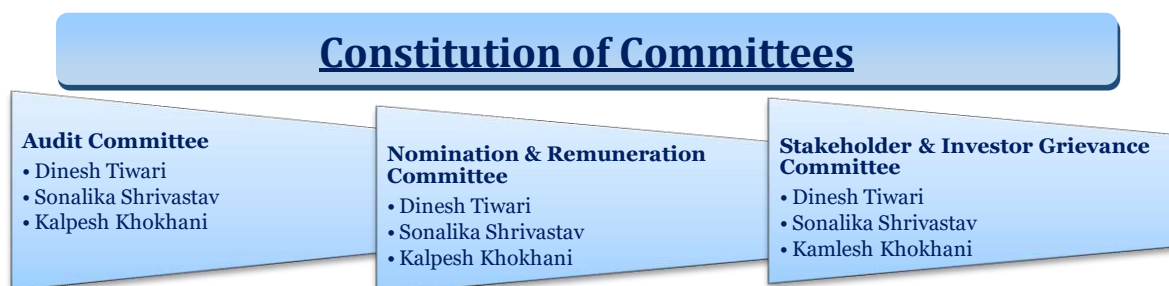 Constitution of Committees
Audit Committee
• Dinesh Tiwari
• Sonalika Shrivastav
• Kalpesh Khokhani
Nomination & Remuneration
Committee
• Dinesh Tiwari
• Sonalika Shrivastav
• Kalpesh Khokhani
Stakeholder & Investor Grievance
Committee
• Dinesh Tiwari
• Sonalika Shrivastav
• Kamlesh Khokhani